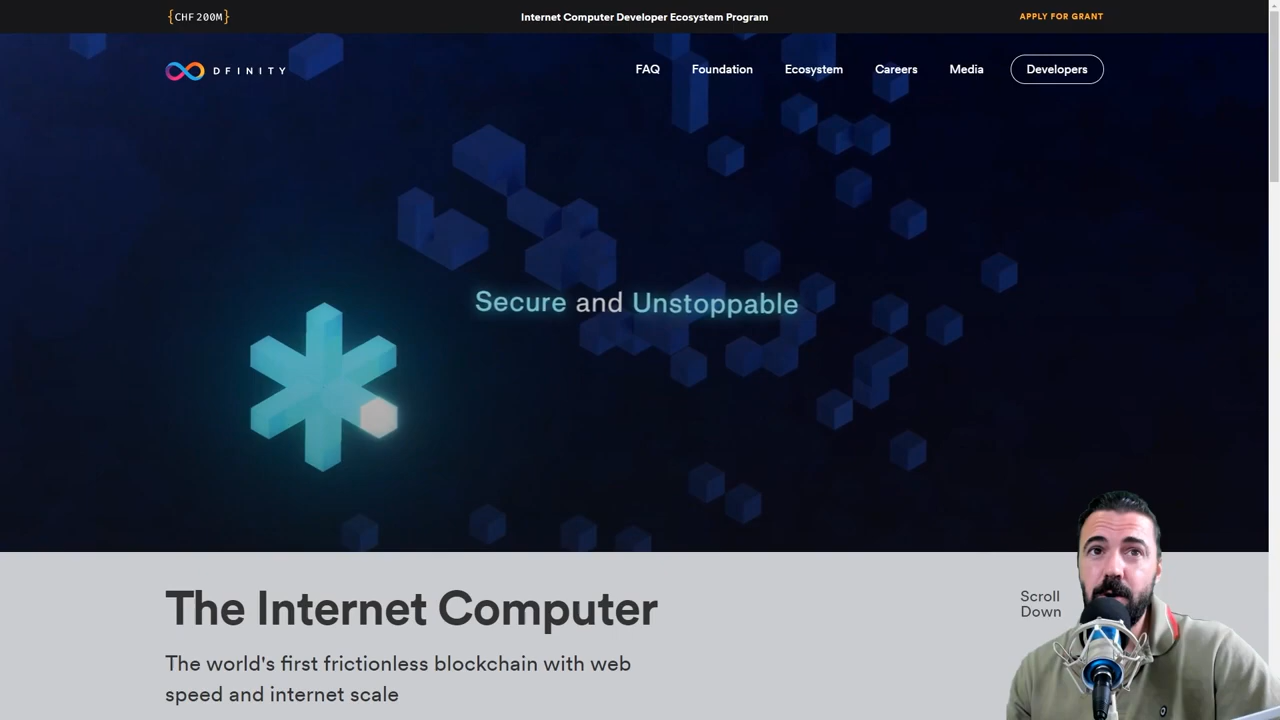 {CHF 200M}
Internet Computer Developer Ecosystem Program
APPLY FOR GRANT
DFINITY
FAQ
Foundation
Ecosystem
Careers
Media
Developers
Secure and Unstoppable
The Internet Computer
Scroll
Down
The world's first frictionless blockchain with web
speed and internet scale